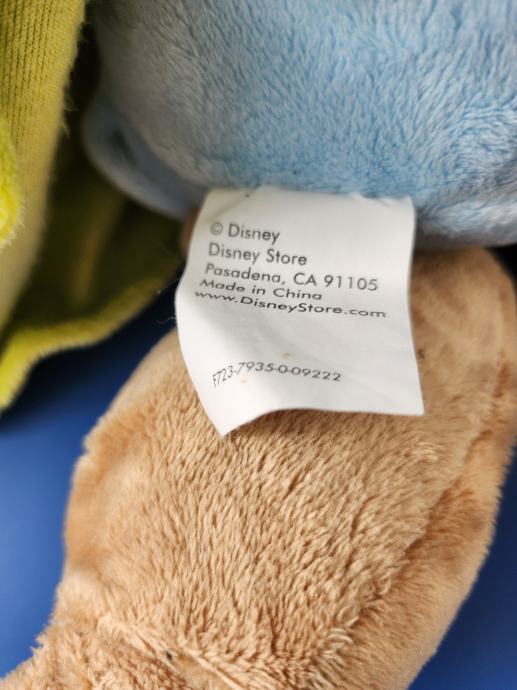 © Disney
Disney Store
Pasadena, CA 91105
Made in China
www.DisneyStore.com
F723-7935-0-09222